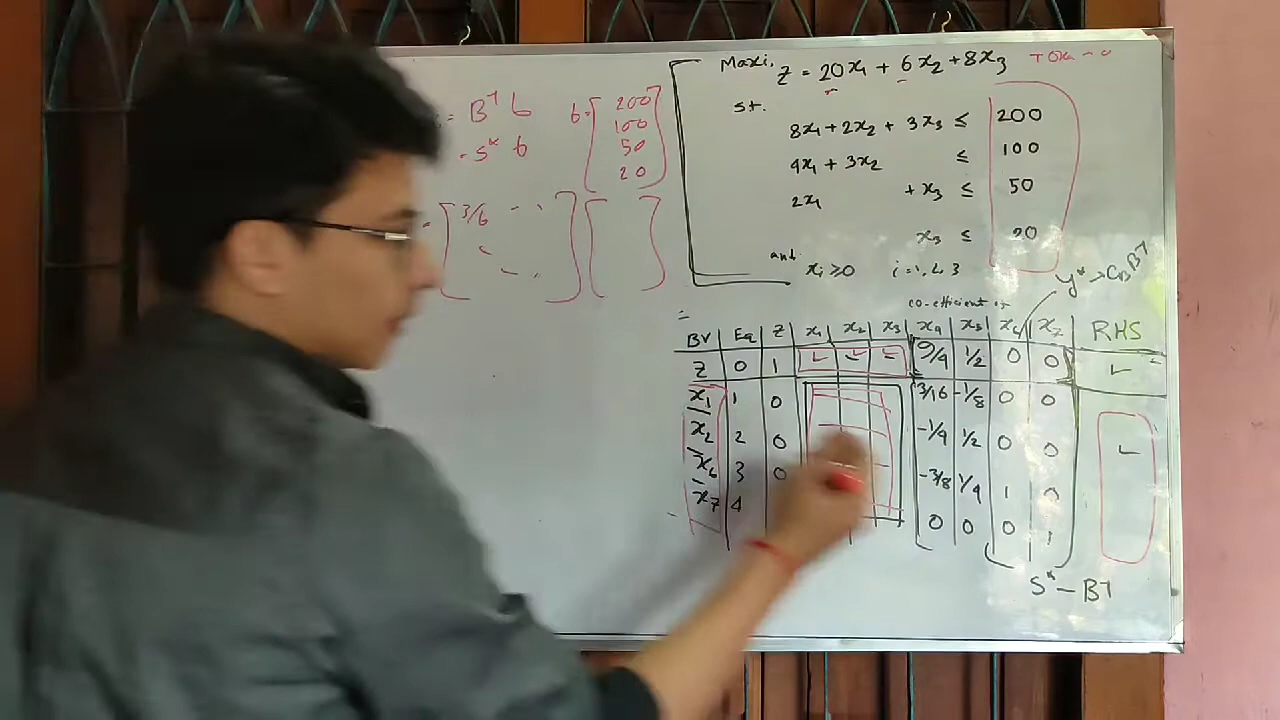 Maxi. Z = 20x₁ + 6x₂ + 8x₃
st.
8x₁ + 2x₂ + 3x₃ ≤ 200
4x₁ + 3x₂ ≤ 100
2x₁ + x₃ ≤ 50
x₃ ≤ 20
and xᵢ ≥ 0 i = 1, 2, 3
= B⁻¹ b
= S* b
b = [200
100
50
20]
= [3/6
y* → C_B B⁻¹
co-efficient of
BV Eq Z x₁ x₂ x₃ x₄ x₅ x₆ x₇ RHS
Z 0 1 9/4 1/2 0 0
x₁ 1 0 3/16 -1/8 0 0
x₂ 2 0 -1/4 1/2 0 0
x₆ 3 0 -3/8 1/4 1 0
x₇ 4 0 0 0 1
S* - B⁻¹